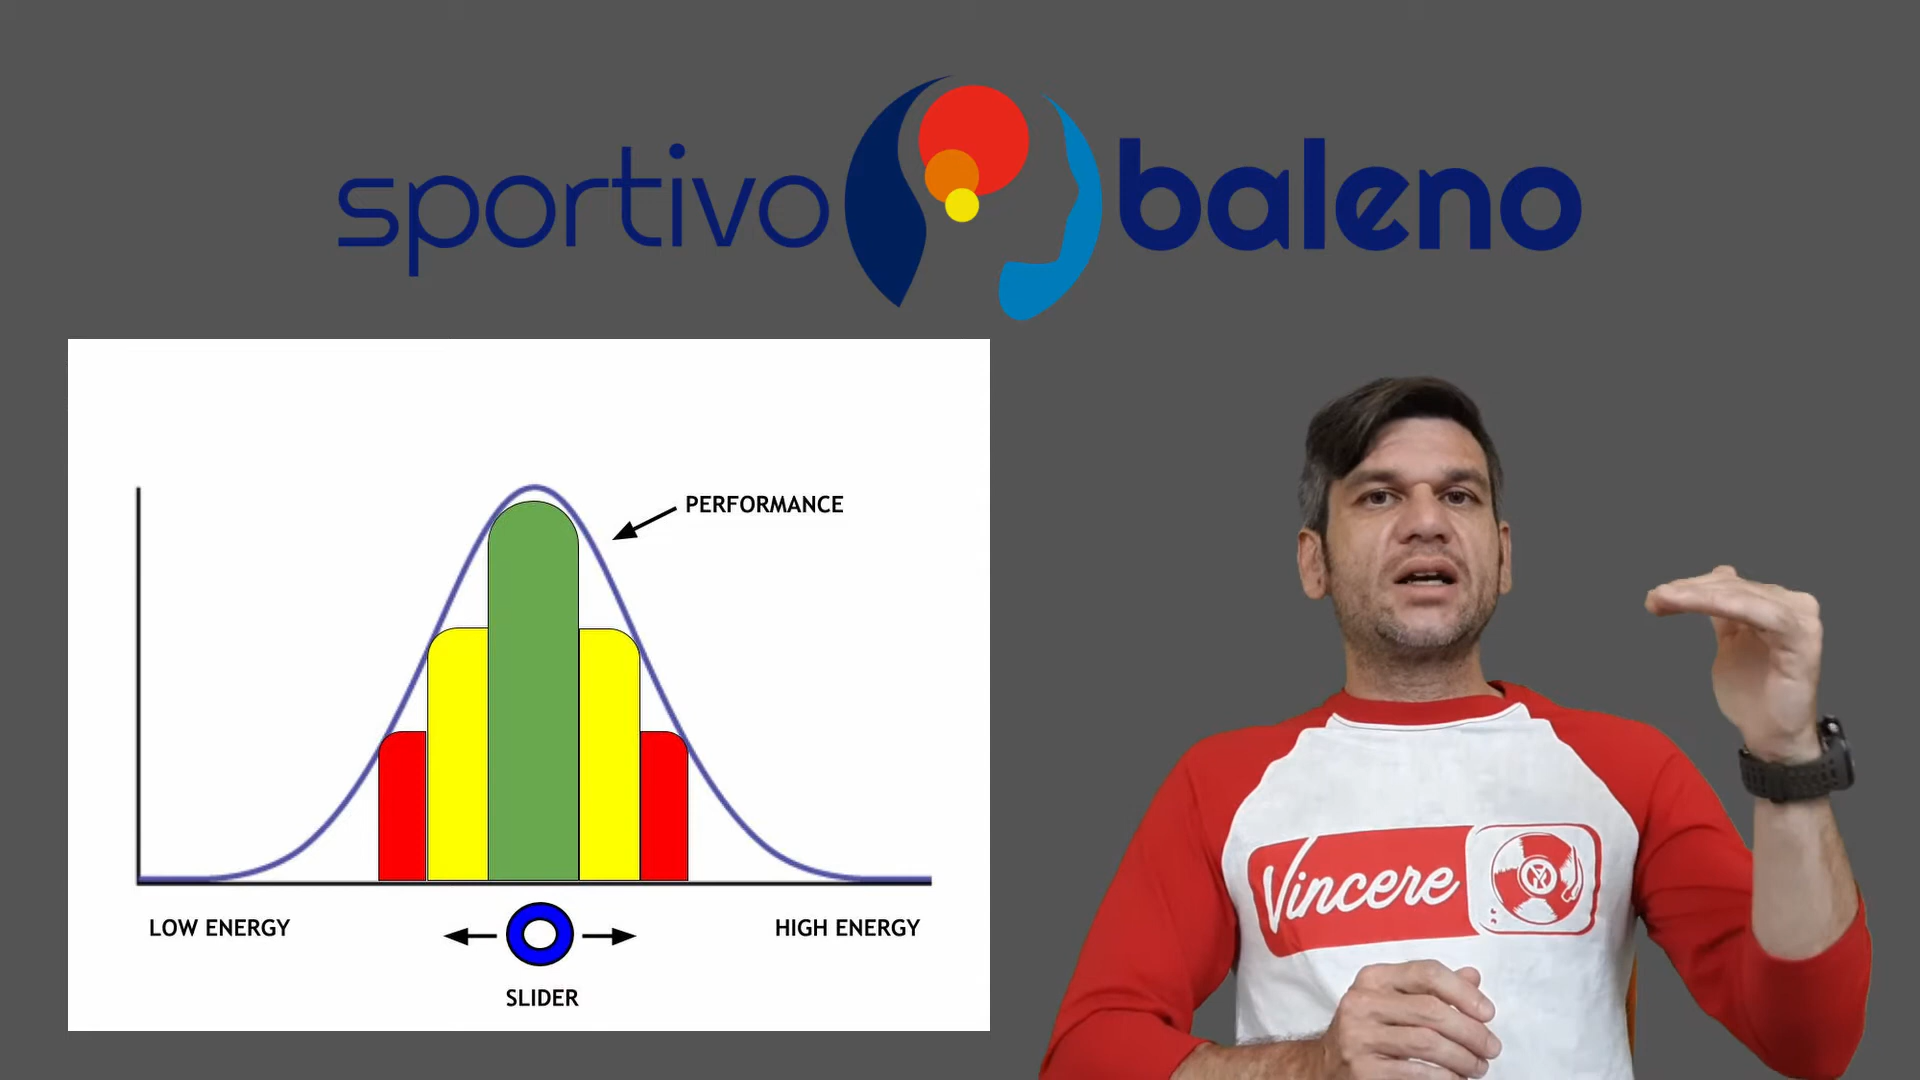 sportivo baleno
PERFORMANCE
LOW ENERGY
HIGH ENERGY
SLIDER
Vincere